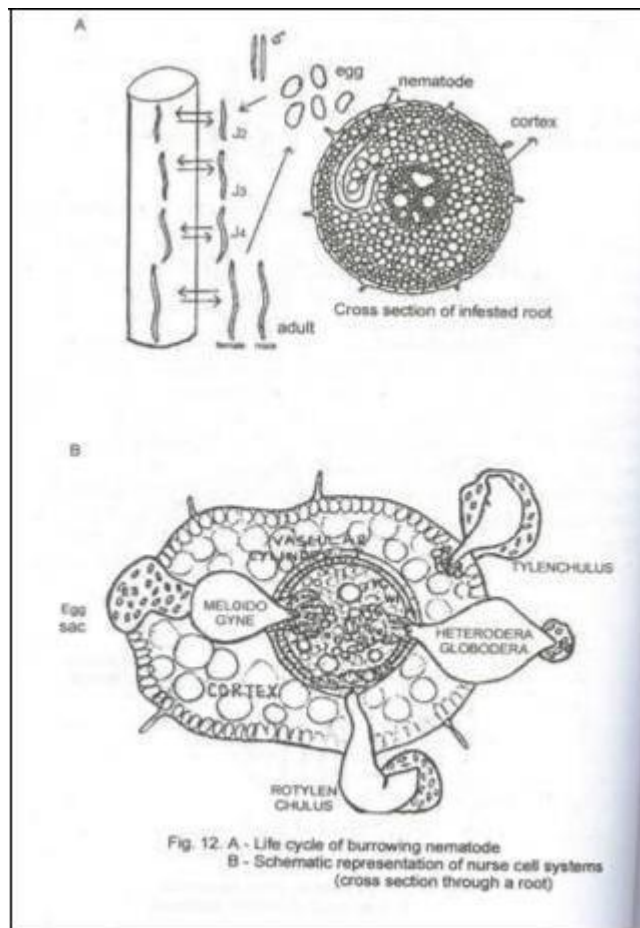 A
egg
nematode
cortex
J2
J3
J4
adult
female
male
Cross section of infested root
B
VASCULAR
CYLINDER
TYLENCHULUS
Egg
sac
MELOIDO
GYNE
HETERODERA
GLOBODERA
CORTEX
ROTYLEN
CHULUS
Fig. 12. A - Life cycle of burrowing nematode
B - Schematic representation of nurse cell systems
(cross section through a root)